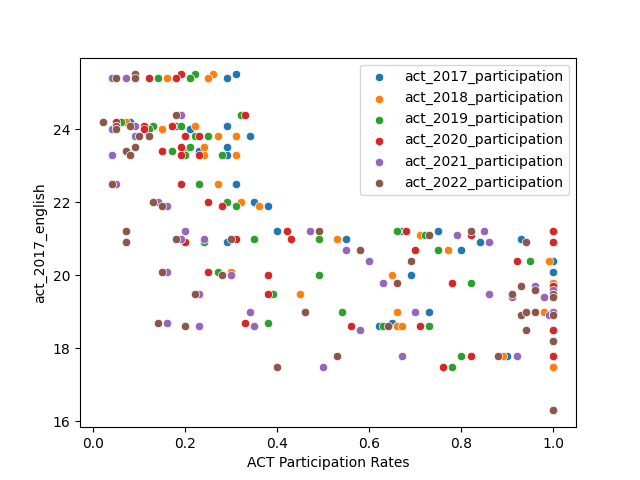 act_2017_participation
act_2018_participation
act_2019_participation
act_2020_participation
act_2021_participation
act_2022_participation
24
22
20
18
16
act_2017_english
0.0 0.2 0.4 0.6 0.8 1.0
ACT Participation Rates